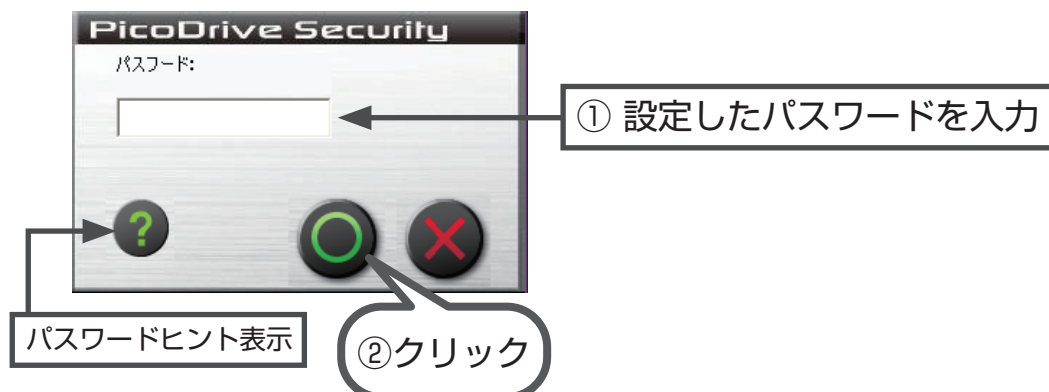 PicoDrive Security
パスワード:
① 設定したパスワードを入力
?
パスワードヒント表示
②クリック